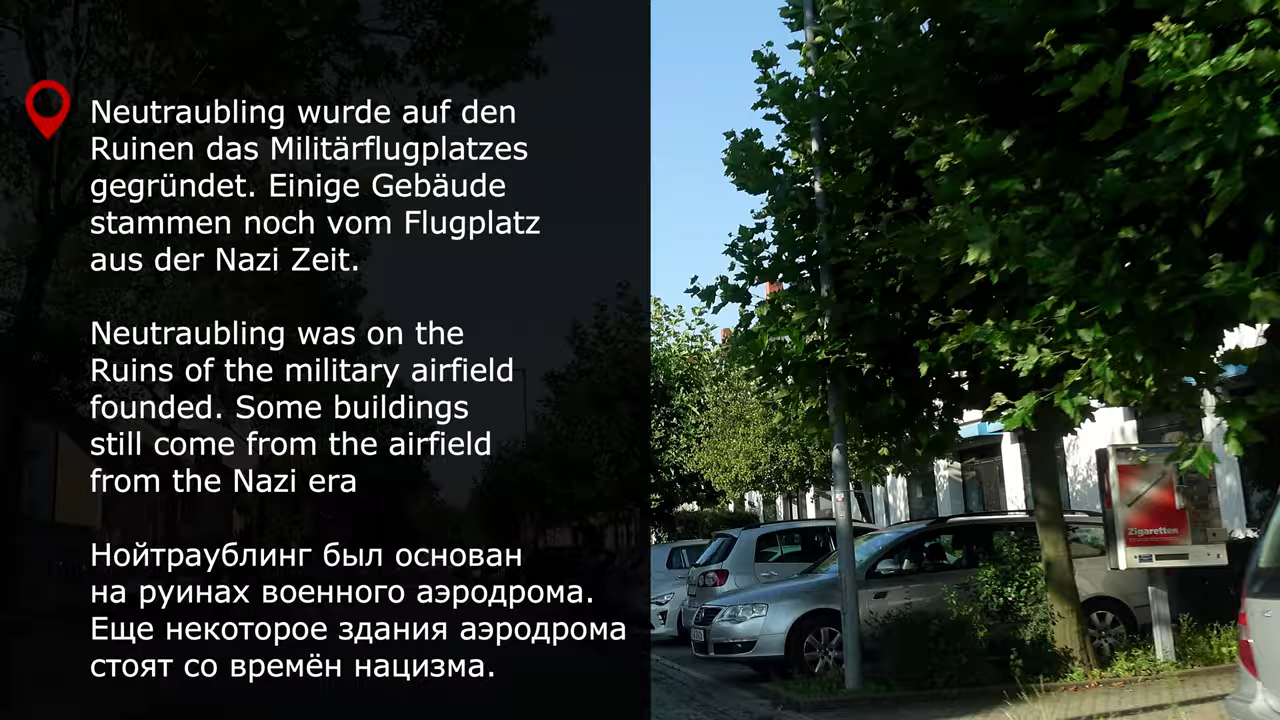 Neutraubling wurde auf den
Ruinen das Militärflugplatzes
gegründet. Einige Gebäude
stammen noch vom Flugplatz
aus der Nazi Zeit.
Neutraubling was on the
Ruins of the military airfield
founded. Some buildings
still come from the airfield
from the Nazi era
Нойтраублинг был основан
на руинах военного аэродрома.
Еще некоторое здания аэродрома
стоят со времён нацизма.
Zigaretten